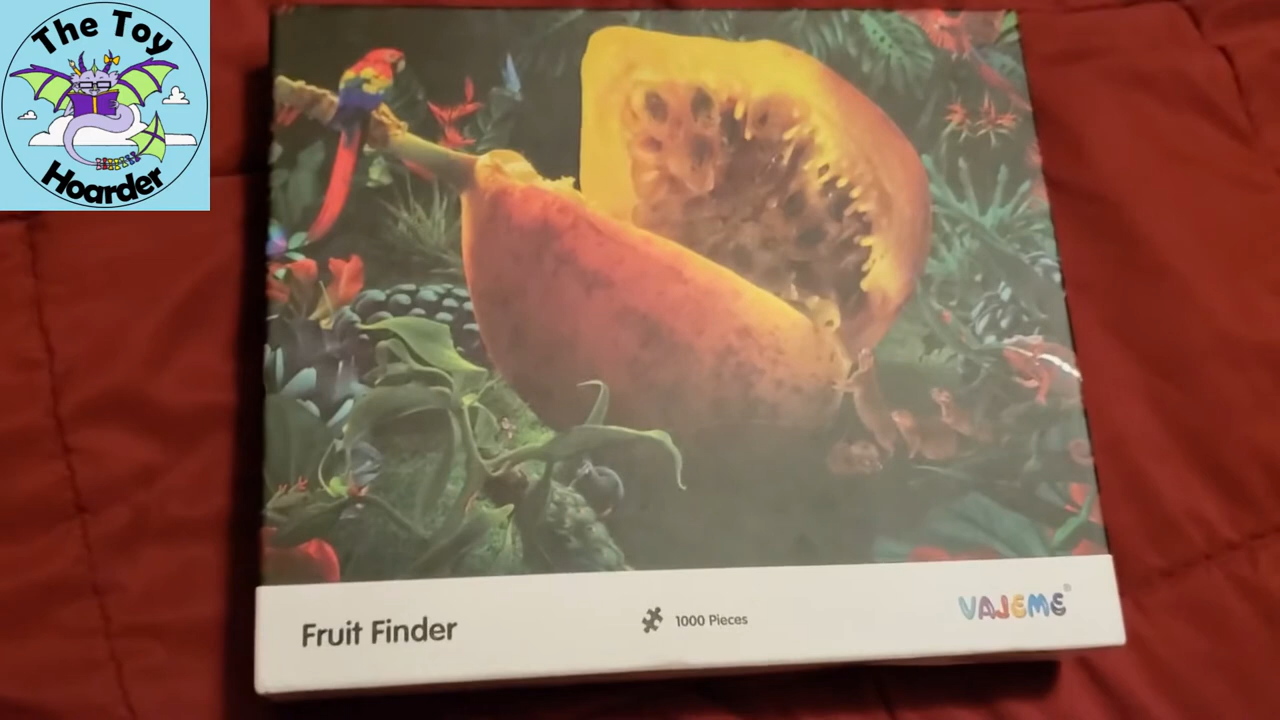 The Toy
Hoarder
Fruit Finder
1000 Pieces
VAJEME®